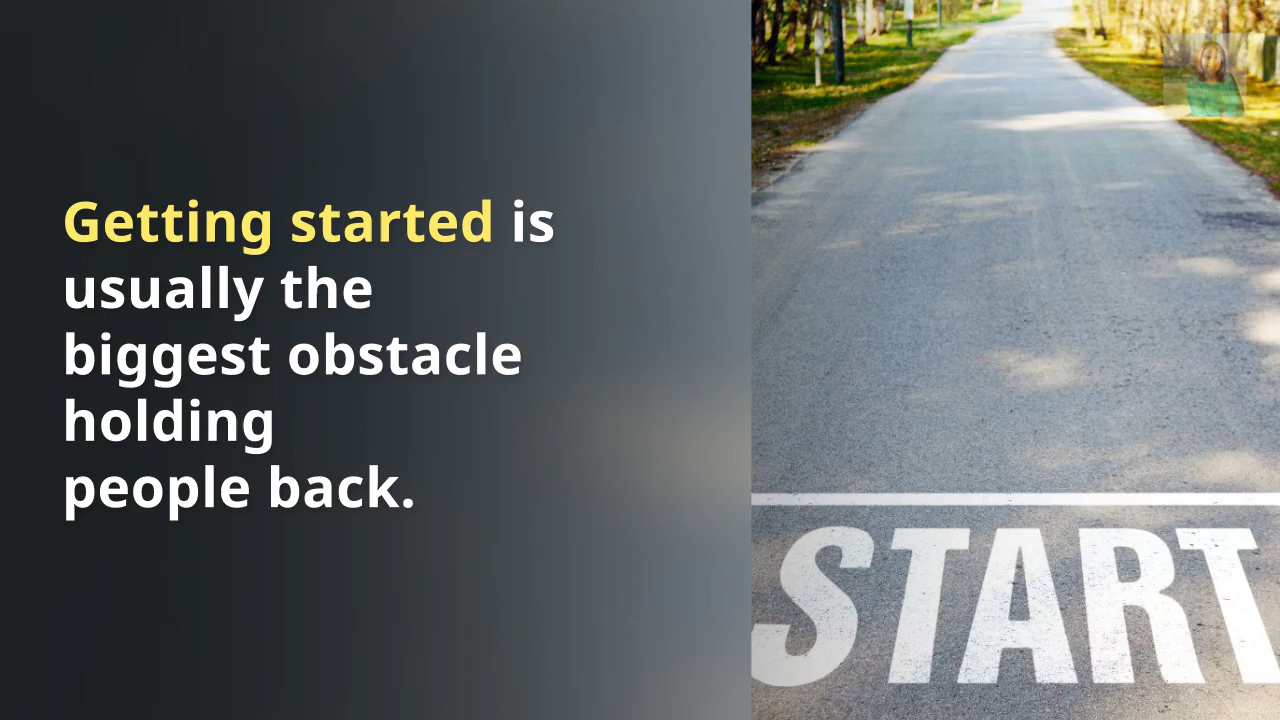 Getting started is
usually the
biggest obstacle
holding
people back.
START